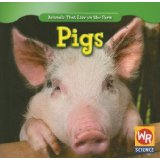 Animals That Live on the Farm
Pigs
WR
SCIENCE